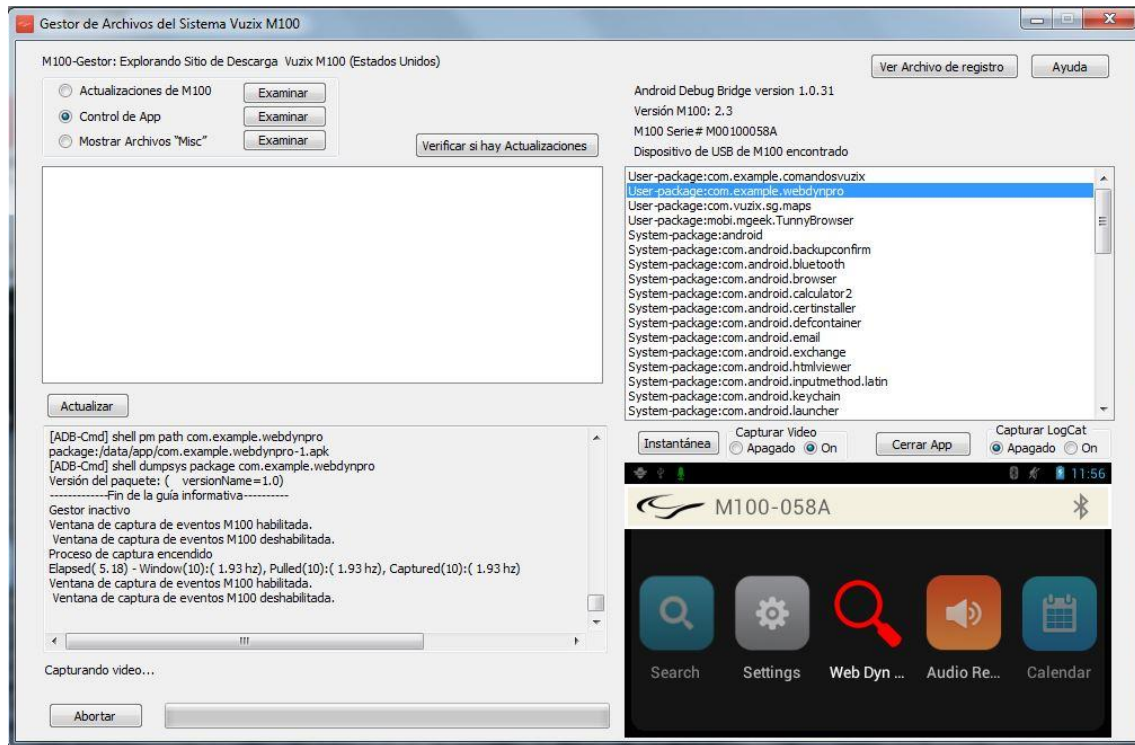 Gestor de Archivos del Sistema Vuzix M100
M100-Gestor: Explorando Sitio de Descarga Vuzix M100 (Estados Unidos)
Actualizaciones de M100 Examinar
Control de App Examinar
Mostrar Archivos "Misc" Examinar
Verificar si hay Actualizaciones
Ver Archivo de registro Ayuda
Android Debug Bridge version 1.0.31
Versión M100: 2.3
M100 Serie# M00100058A
Dispositivo de USB de M100 encontrado
User-package:com.example.comandosvuzix
User-package:com.example.webdynpro
User-package:com.vuzix.sg.maps
User-package:mobi.mgeek.TunnyBrowser
System-package:android
System-package:com.android.backupconfirm
System-package:com.android.bluetooth
System-package:com.android.browser
System-package:com.android.calculator2
System-package:com.android.certinstaller
System-package:com.android.defcontainer
System-package:com.android.email
System-package:com.android.exchange
System-package:com.android.htmlviewer
System-package:com.android.inputmethod.latin
System-package:com.android.keychain
System-package:com.android.launcher
Actualizar
[ADB-Cmd] shell pm path com.example.webdynpro
package:/data/app/com.example.webdynpro-1.apk
[ADB-Cmd] shell dumpsys package com.example.webdynpro
Versión del paquete: ( versionName=1.0)
-------------Fin de la guía informativa----------
Gestor inactivo
Ventana de captura de eventos M100 habilitada.
Ventana de captura de eventos M100 deshabilitada.
Proceso de captura encendido
Elapsed( 5.18) - Window(10):( 1.93 hz), Pulled(10):( 1.93 hz), Captured(10):( 1.93 hz)
Ventana de captura de eventos M100 habilitada.
Ventana de captura de eventos M100 deshabilitada.
Capturando video...
Abortar
Instantánea
Capturar Video
Apagado On
Cerrar App
Capturar LogCat
Apagado On
11:56
M100-058A
Search Settings Web Dyn ... Audio Re... Calendar